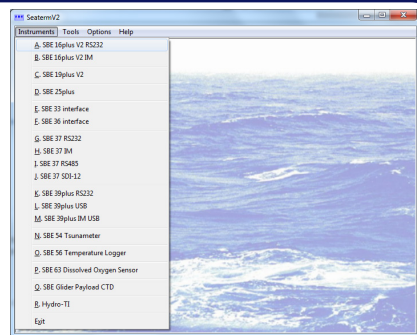 SeatermV2
Instruments Tools Options Help
A. SBE 16plus V2 RS232
B. SBE 16plus V2 IM
C. SBE 19plus V2
D. SBE 25plus
E. SBE 33 interface
F. SBE 36 interface
G. SBE 37 RS232
H. SBE 37 IM
I. SBE 37 RS485
J. SBE 37 SDI-12
K. SBE 39plus RS232
L. SBE 39plus USB
M. SBE 39plus IM USB
N. SBE 54 Tsunameter
O. SBE 56 Temperature Logger
P. SBE 63 Dissolved Oxygen Sensor
Q. SBE Glider Payload CTD
R. Hydro-TI
Exit